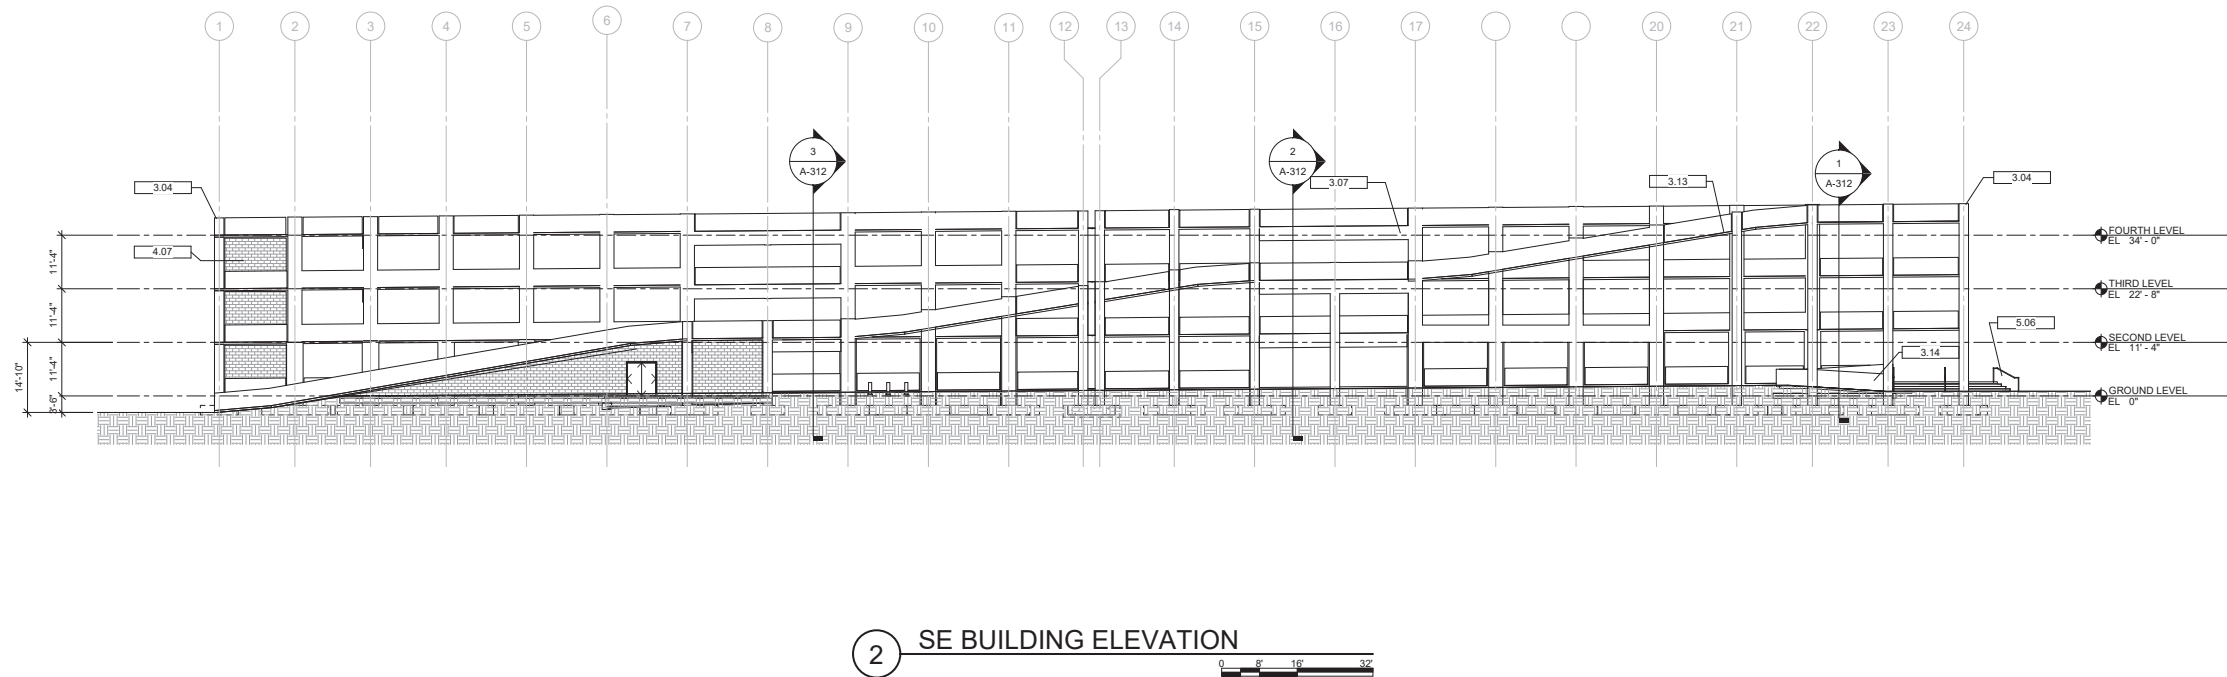 1 2 3 4 5 6 7 8 9 10 11 12 13 14 15 16 17 20 21 22 23 24
3
A-312
2
A-312
1
A-312
3.04
3.07
3.13
3.04
4.07
11'-4"
11'-4"
11'-4"
14'-10"
3'-6"
FOURTH LEVEL
EL 34' - 0"
THIRD LEVEL
EL 22' - 8"
5.06
SECOND LEVEL
EL 11' - 4"
3.14
GROUND LEVEL
EL 0"
2 SE BUILDING ELEVATION
0 8' 16' 32'